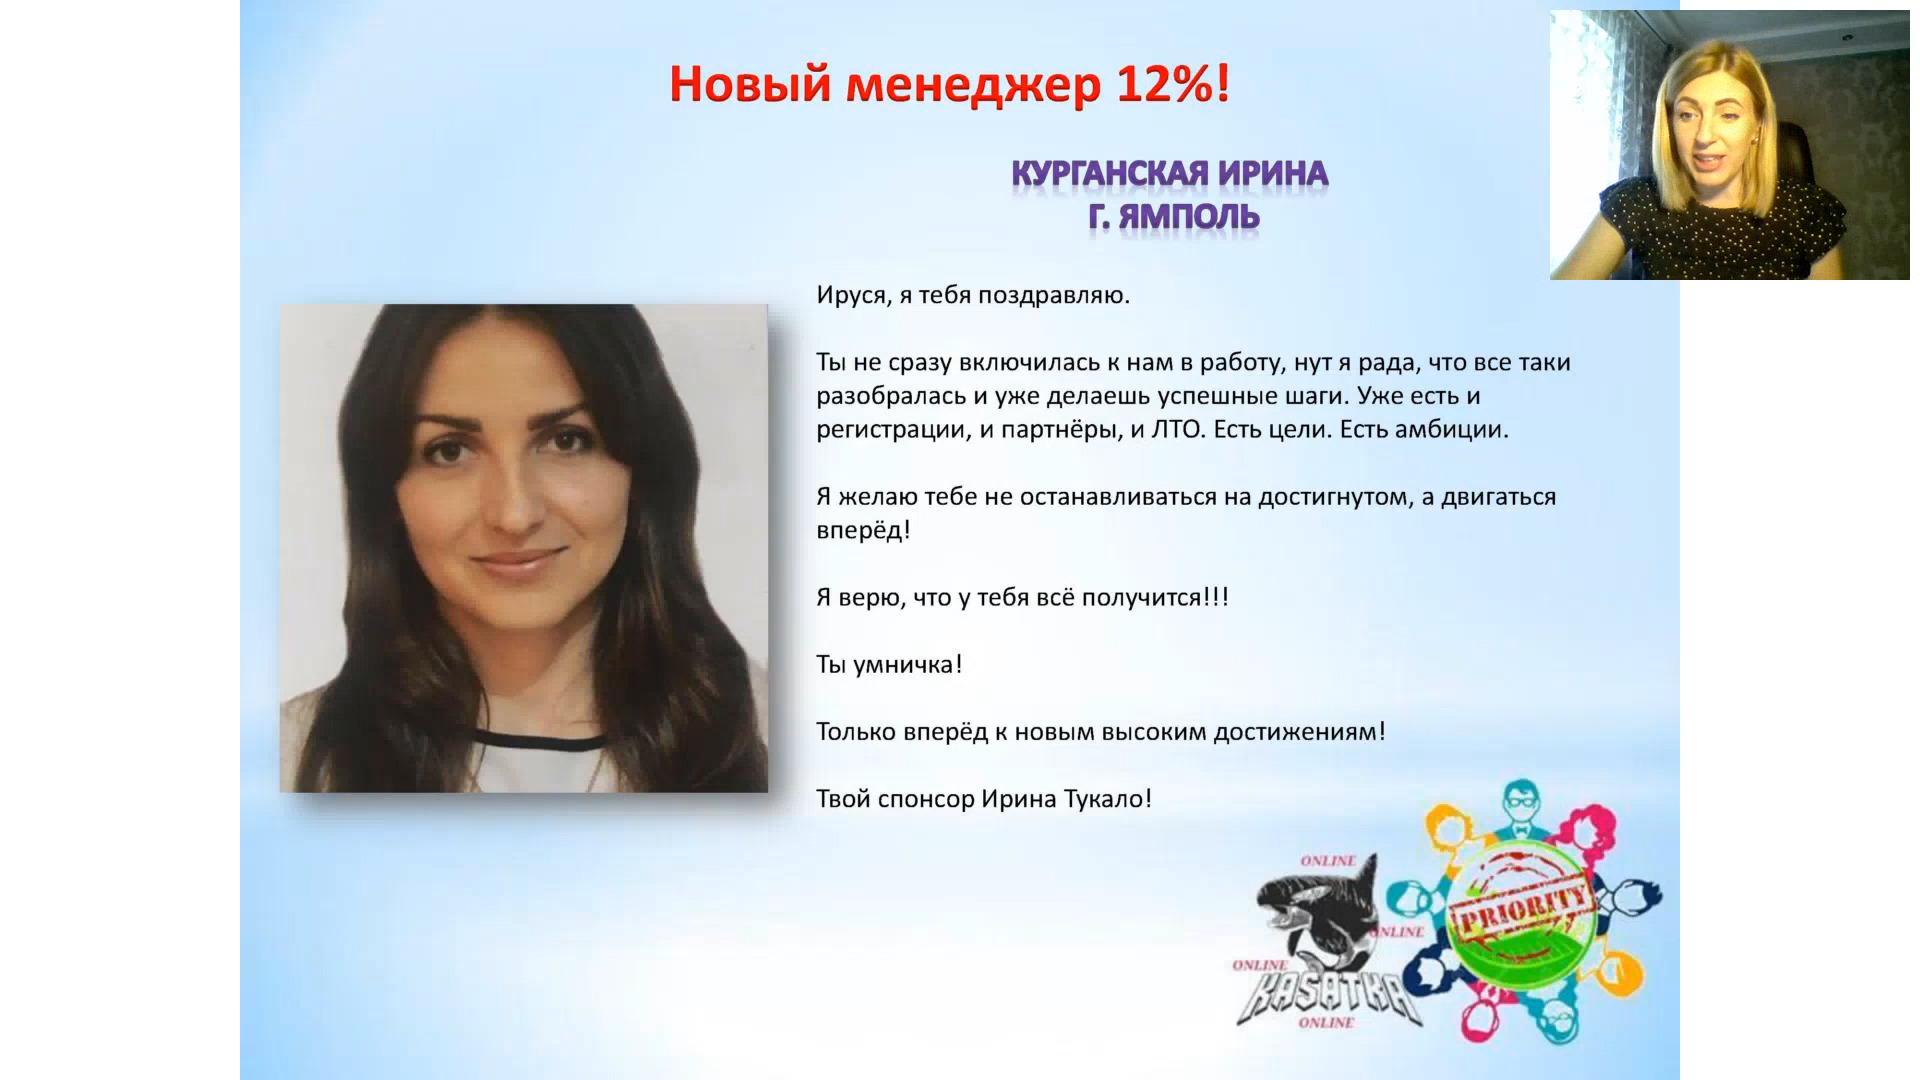 Новый менеджер 12%!
КУРГАНСКАЯ ИРИНА
Г. ЯМПОЛЬ
Ируся, я тебя поздравляю.
Ты не сразу включилась к нам в работу, нут я рада, что все таки
разобралась и уже делаешь успешные шаги. Уже есть и
регистрации, и партнёры, и ЛТО. Есть цели. Есть амбиции.
Я желаю тебе не останавливаться на достигнутом, а двигаться
вперёд!
Я верю, что у тебя всё получится!!!
Ты умничка!
Только вперёд к новым высоким достижениям!
Твой спонсор Ирина Тукало!
ONLINE
PRIORITY
ONLINE
ONLINE
KASATKA
ONLINE